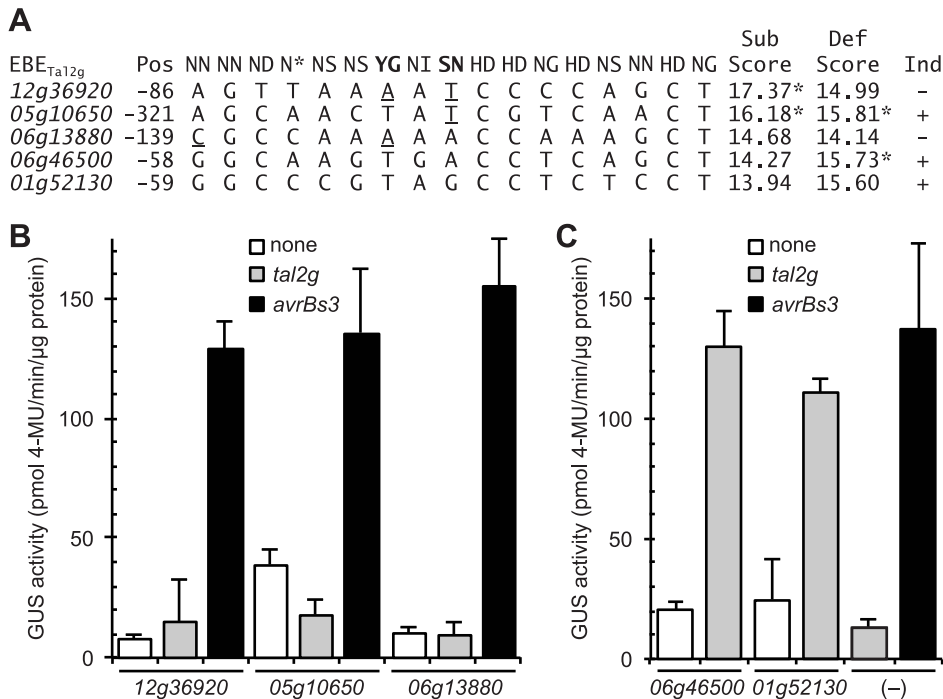 A
Sub Def
EBE Tal2g Pos NN NN ND N* NS NS YG NI SN HD HD NG HD NS NN HD NG Score Score Ind
12g36920 -86 A G T T A A A A T C C C C A G C T 17.37* 14.99 -
05g10650 -321 A G C A A C T A T C G T C A A C T 16.18* 15.81* +
06g13880 -139 C G C C A A A A A C C A A A G C T 14.68 14.14 -
06g46500 -58 G G C A A G T G A C C T C A G C T 14.27 15.73* +
01g52130 -59 G G C C C G T A G C C T C T C C T 13.94 15.60 +
B
GUS activity (pmol 4-MU/min/µg protein)
150
100
50
0
none
tal2g
avrBs3
12g36920 05g10650 06g13880
C
GUS activity (pmol 4-MU/min/µg protein)
150
100
50
0
none
tal2g
avrBs3
06g46500 01g52130 (–)